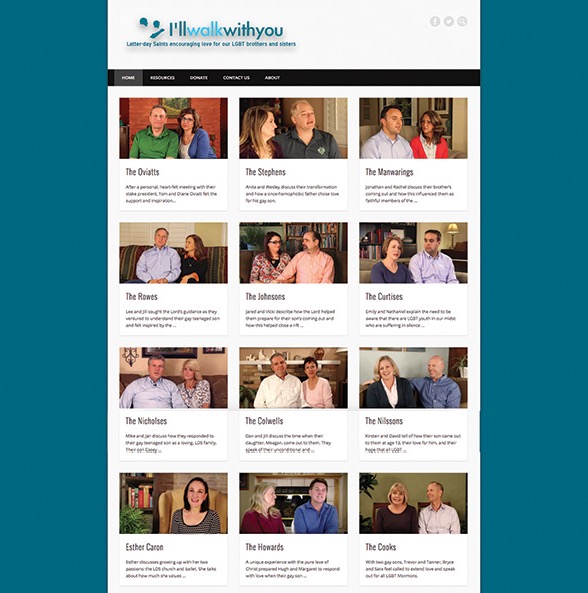 I'llwalkwithyou
Latter-day Saints encouraging love for our LGBT brothers and sisters
HOME RESOURCES DONATE CONTACT US ABOUT
The Oviatts
After a personal, heart-felt meeting with their
stake president, Tom and Diane Oviatt felt the
support and inspiration...
The Stephens
Anita and Wesley discuss their transformation
and how a once-homophobic father chose love
for his gay son.
The Manwarings
Jonathan and Rachel discuss their brother's
coming out and how this influenced them as
faithful members of the ...
The Rowes
Lee and Jill sought the Lord's guidance as they
ventured to understand their gay teenaged son
and felt inspired by the ...
The Johnsons
Jared and Vicki describe how the Lord helped
them prepare for their son's coming out and
how this helped close a rift ...
The Curtises
Emily and Nathaniel explain the need to be
aware that there are LGBT youth in our midst
who are suffering in silence ...
The Nicholses
Mike and Jan discuss how they responded to
their gay teenaged son as a loving, LDS family.
Their son Casey ...
The Colwells
Dan and Jill discuss the time when their
daughter, Meagan, came out to them. They
speak of their unconditional and ...
The Nilssons
Kirsten and David tell of how their son came out
to them at age 13, their love for him, and their
hope that all LGBT ...
Esther Caron
Esther discusses growing up with her two
passions: the LDS church and ballet. She talks
about how much she values ...
The Howards
A unique experience with the pure love of
Christ prepared Hugh and Margaret to respond
with love when their gay son ...
The Cooks
With two gay sons, Trevor and Tanner, Bryce
and Sara feel called to extend love and speak
out for all LGBT Mormons.